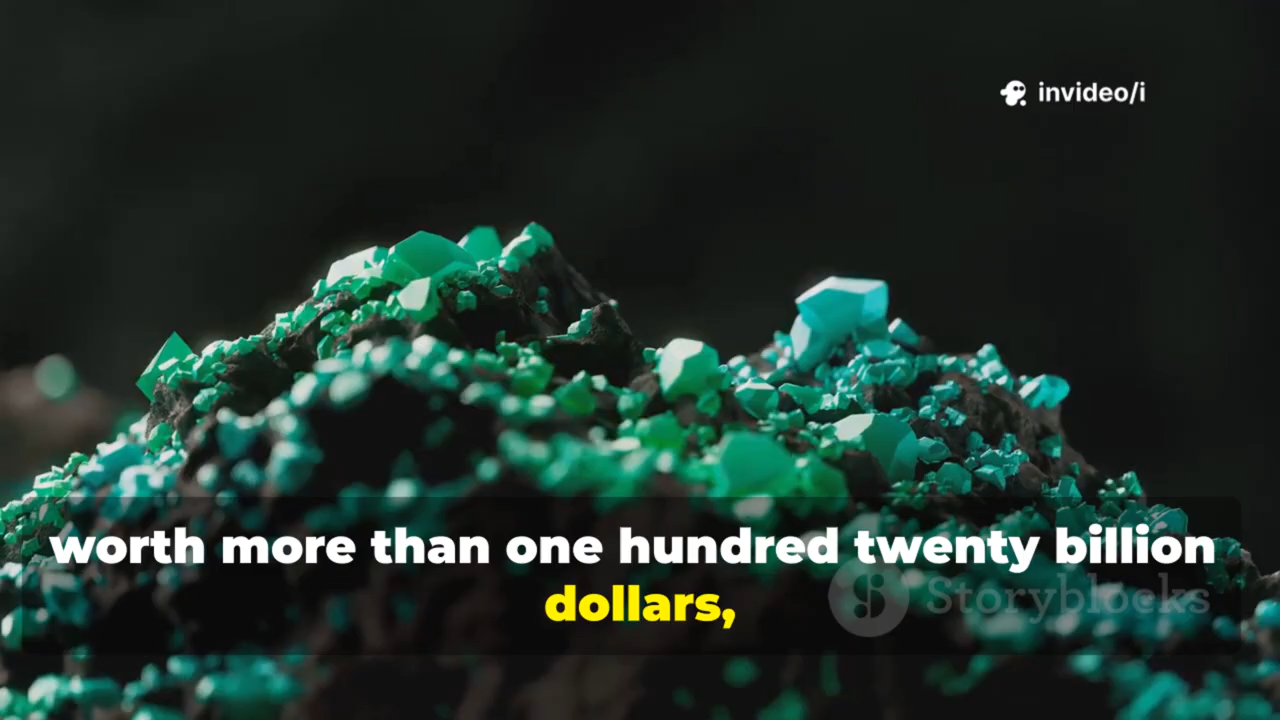 invideo/i
worth more than one hundred twenty billion
dollars,
Storyblocks